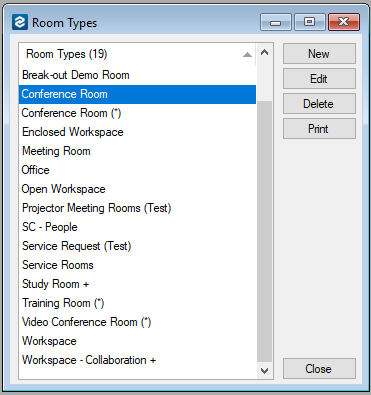 Room Types
Room Types (19)
Break-out Demo Room
Conference Room
Conference Room (*)
Enclosed Workspace
Meeting Room
Office
Open Workspace
Projector Meeting Rooms (Test)
SC - People
Service Request (Test)
Service Rooms
Study Room +
Training Room (*)
Video Conference Room (*)
Workspace
Workspace - Collaboration +
New
Edit
Delete
Print
Close